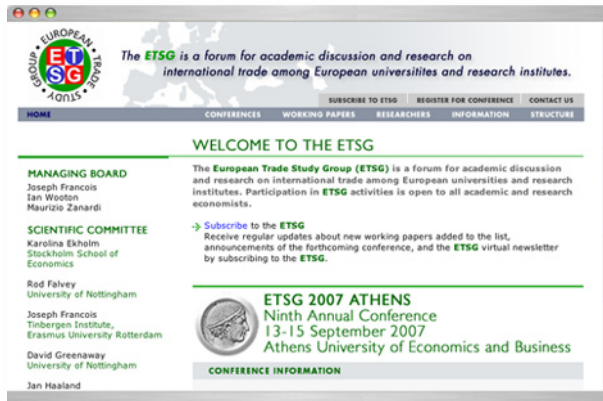 EUROPEAN TRADE STUDY GROUP
ETSG
The ETSG is a forum for academic discussion and research on
international trade among European universitites and research institutes.
SUBSCRIBE TO ETSG REGISTER FOR CONFERENCE CONTACT US
HOME CONFERENCES WORKING PAPERS RESEARCHERS INFORMATION STRUCTURE
MANAGING BOARD
Joseph Francois
Ian Wooton
Maurizio Zanardi
SCIENTIFIC COMMITTEE
Karolina Ekholm
Stockholm School of
Economics
Rod Falvey
University of Nottingham
Joseph Francois
Tinbergen Institute,
Erasmus University Rotterdam
David Greenaway
University of Nottingham
Jan Haaland
WELCOME TO THE ETSG
The European Trade Study Group (ETSG) is a forum for academic discussion
and research on international trade among European universities and research
institutes. Participation in ETSG activities is open to all academic and research
economists.
Subscribe to the ETSG
Receive regular updates about new working papers added to the list,
announcements of the forthcoming conference, and the ETSG virtual newsletter
by subscribing to the ETSG.
ETSG 2007 ATHENS
Ninth Annual Conference
13-15 September 2007
Athens University of Economics and Business
CONFERENCE INFORMATION